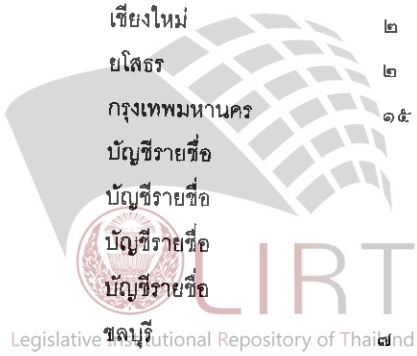 เชียงใหม่ ๒
ยโสธร ๒
กรุงเทพมหานคร ๑๕
บัญชีรายชื่อ
บัญชีรายชื่อ
บัญชีรายชื่อ
บัญชีรายชื่อ
LIRT
ชลบุรี ๗
Legislative Institutional Repository of Thailand